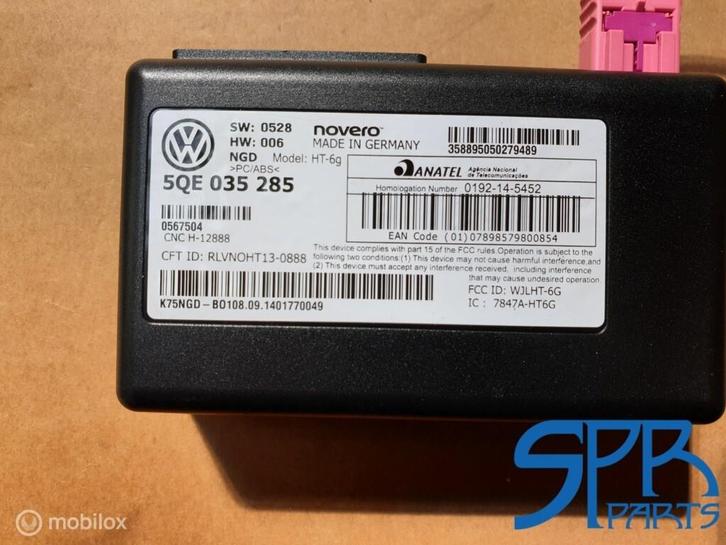 SW: 0528
HW: 006
NGD Model: HT-6g
>PC/ABS<
novero
MADE IN GERMANY
358895050279489
5QE 035 285
ANATEL Agência Nacional de Telecomunicações
Homologation Number 0192-14-5452
EAN Code (01)07898579800854
0567504
CNC H-12888
CFT ID: RLVNOHT13-0888
This device complies with part 15 of the FCC rules. Operation is subject to the
following two conditions:(1) This device may not cause harmful interference,and
(2) This device must accept any interference received, including interference
that may cause undesired operation
K75NGD-BO108.09.1401770049
FCC ID: WJLHT-6G
IC : 7847A-HT6G
SPR
PARTS
mobilox